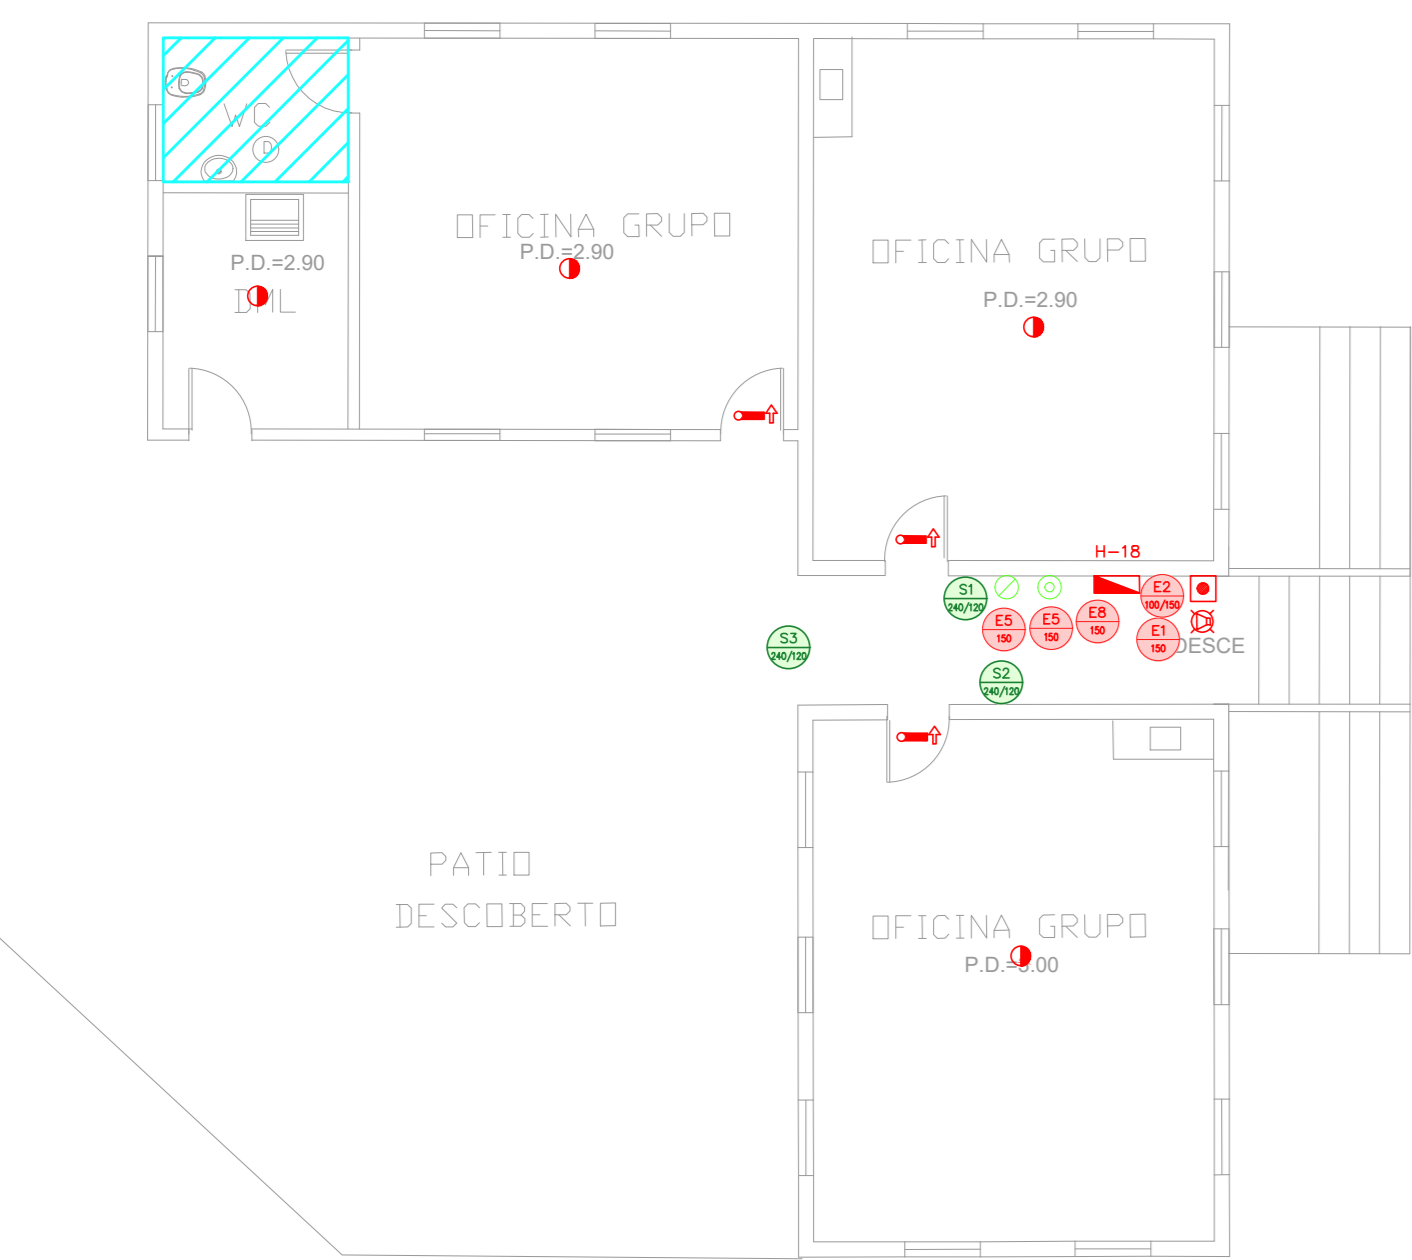 WC
D
OFICINA GRUPO
P.D.=2.90
P.D.=2.90
DML
OFICINA GRUPO
P.D.=2.90
H-18
S1
240/120
E2
100/150
E5
150
E5
150
E8
150
E1
150
DESCE
S3
240/120
S2
240/120
PATIO
DESCOBERTO
OFICINA GRUPO
P.D.=3.00